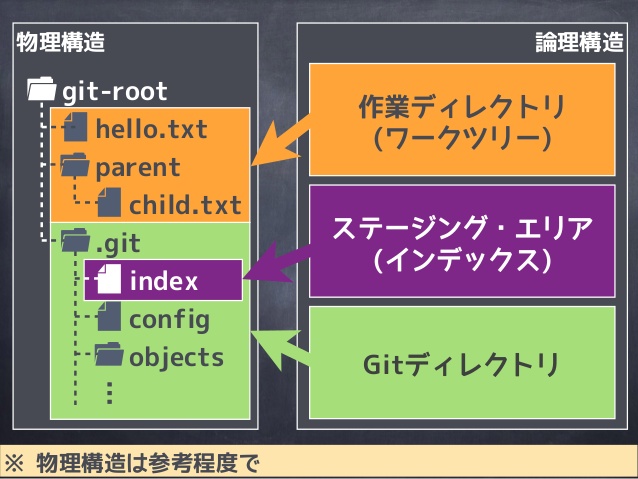 物理構造
git-root
hello.txt
parent
child.txt
.git
index
config
objects
⋮
論理構造
作業ディレクトリ
(ワークツリー)
ステージング・エリア
(インデックス)
Gitディレクトリ
※ 物理構造は参考程度で